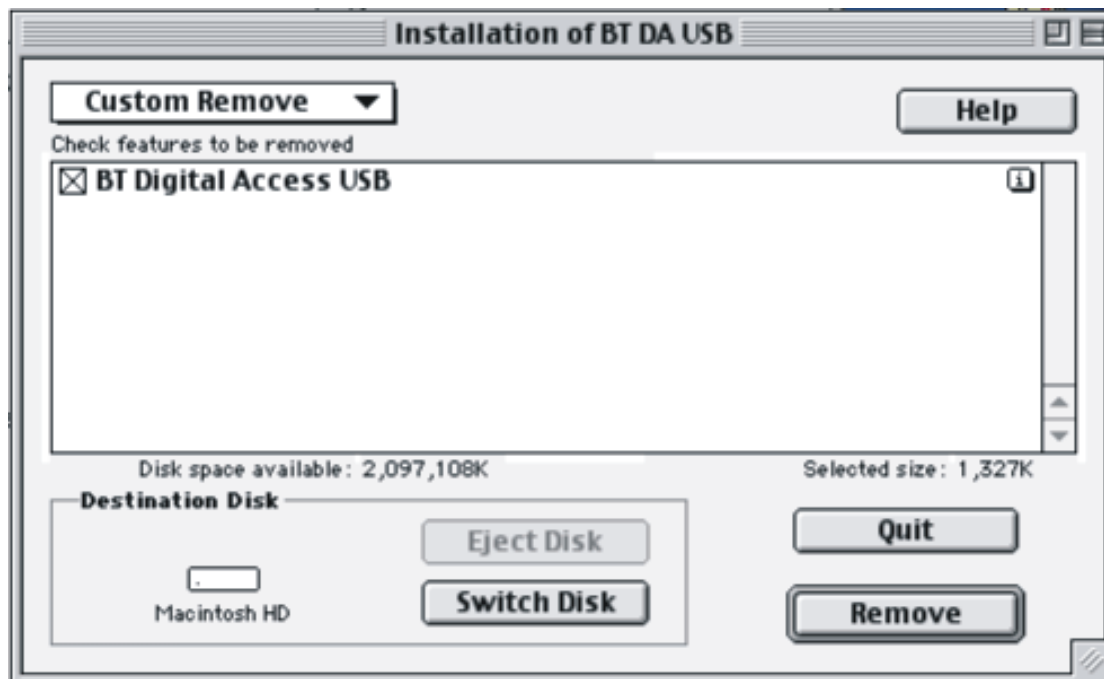 Installation of BT DA USB
Custom Remove
Help
Check features to be removed
BT Digital Access USB
Disk space available: 2,097,108K
Selected size: 1,327K
Destination Disk
Eject Disk
Quit
Macintosh HD
Switch Disk
Remove